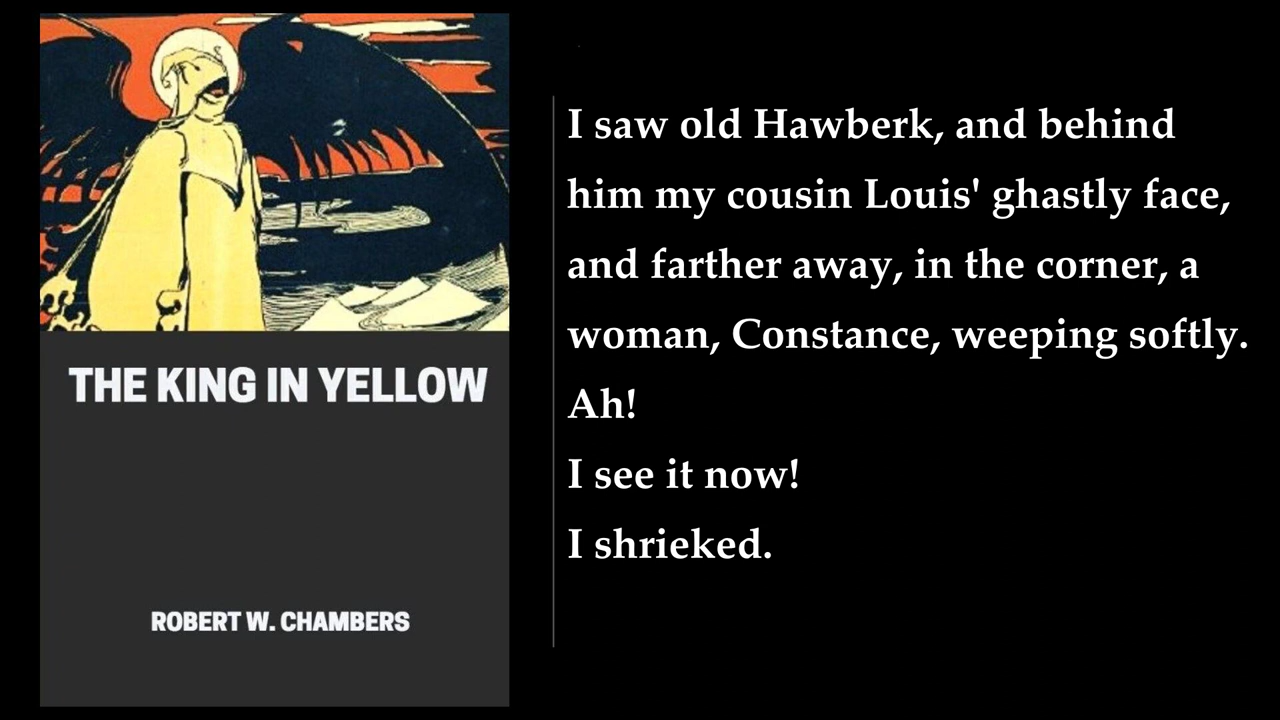 THE KING IN YELLOW
ROBERT W. CHAMBERS
I saw old Hawberk, and behind
him my cousin Louis' ghastly face,
and farther away, in the corner, a
woman, Constance, weeping softly.
Ah!
I see it now!
I shrieked.